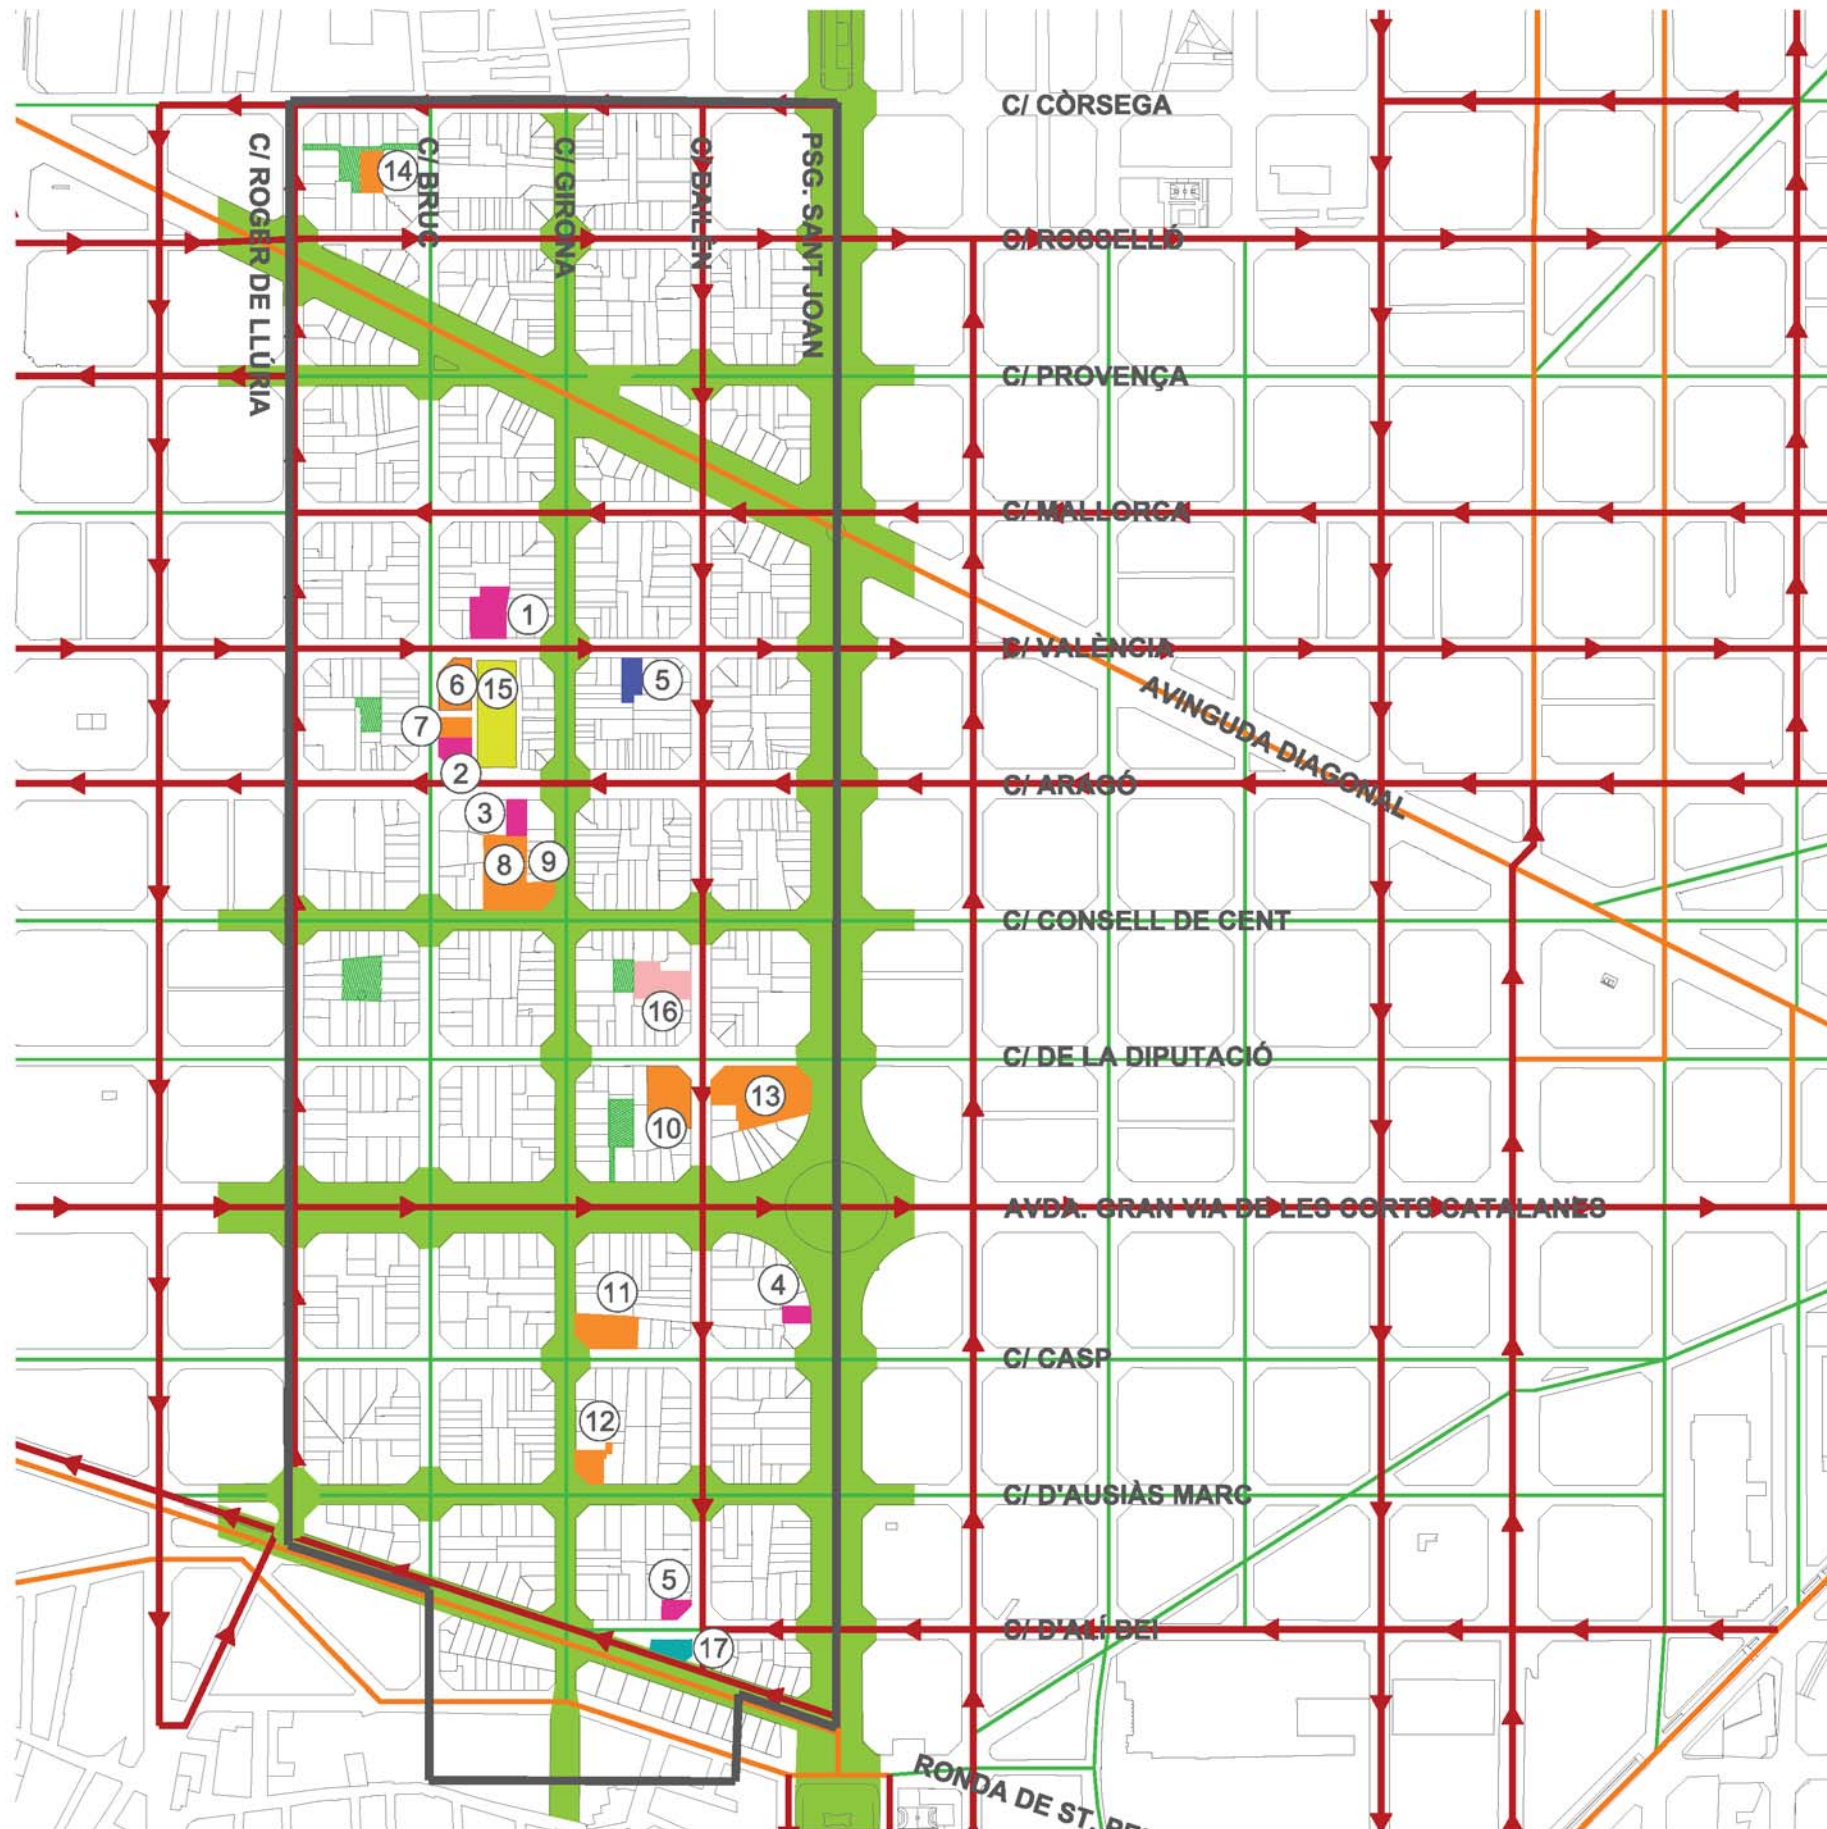 C/ CÒRSEGA
C/ ROGER DE LLÚRIA
C/ BRUC
C/ GIRONA
C/ BAILÈN
PSG. SANT JOAN
14
C/ ROSSELLÓ
C/ PROVENÇA
C/ MALLORCA
1
C/ VALÈNCIA
6
15
5
7
AVINGUDA DIAGONAL
2
C/ ARAGÓ
3
8
9
C/ CONSELL DE CENT
16
C/ DE LA DIPUTACIÓ
13
10
AVDA. GRAN VIA DE LES CORTS CATALANES
11
4
C/ CASP
12
C/ D'AUSIÀS MARC
5
C/ D'ALÍ BEI
17
RONDA DE ST.